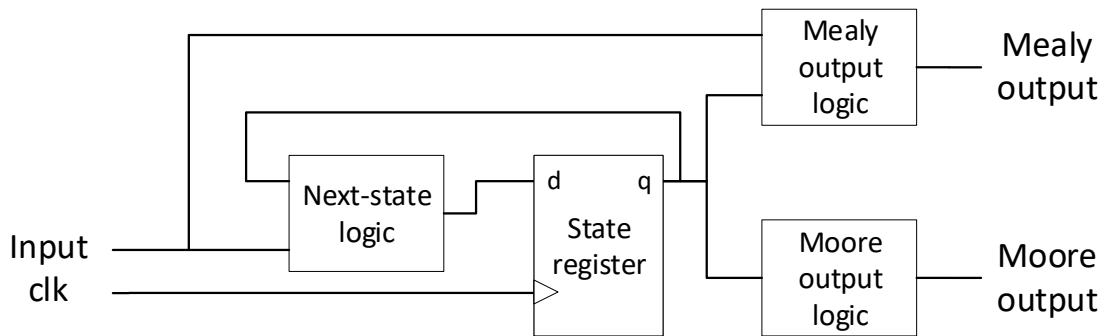 Mealy
output
logic
Mealy
output
Next-state
logic
d
q
State
register
Input
clk
Moore
output
logic
Moore
output